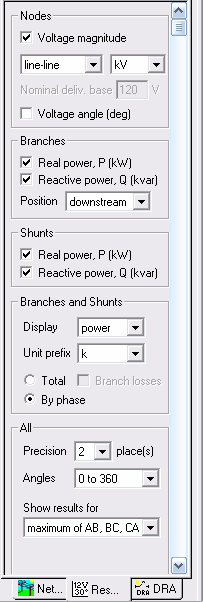 Nodes
Voltage magnitude
line-line kV
Nominal deliv. base 120 V
Voltage angle (deg)
Branches
Real power, P (kW)
Reactive power, Q (kvar)
Position downstream
Shunts
Real power, P (kW)
Reactive power, Q (kvar)
Branches and Shunts
Display power
Unit prefix k
Total Branch losses
By phase
All
Precision 2 place(s)
Angles 0 to 360
Show results for
maximum of AB, BC, CA
Net... 12V 30° Res... DRA DRA